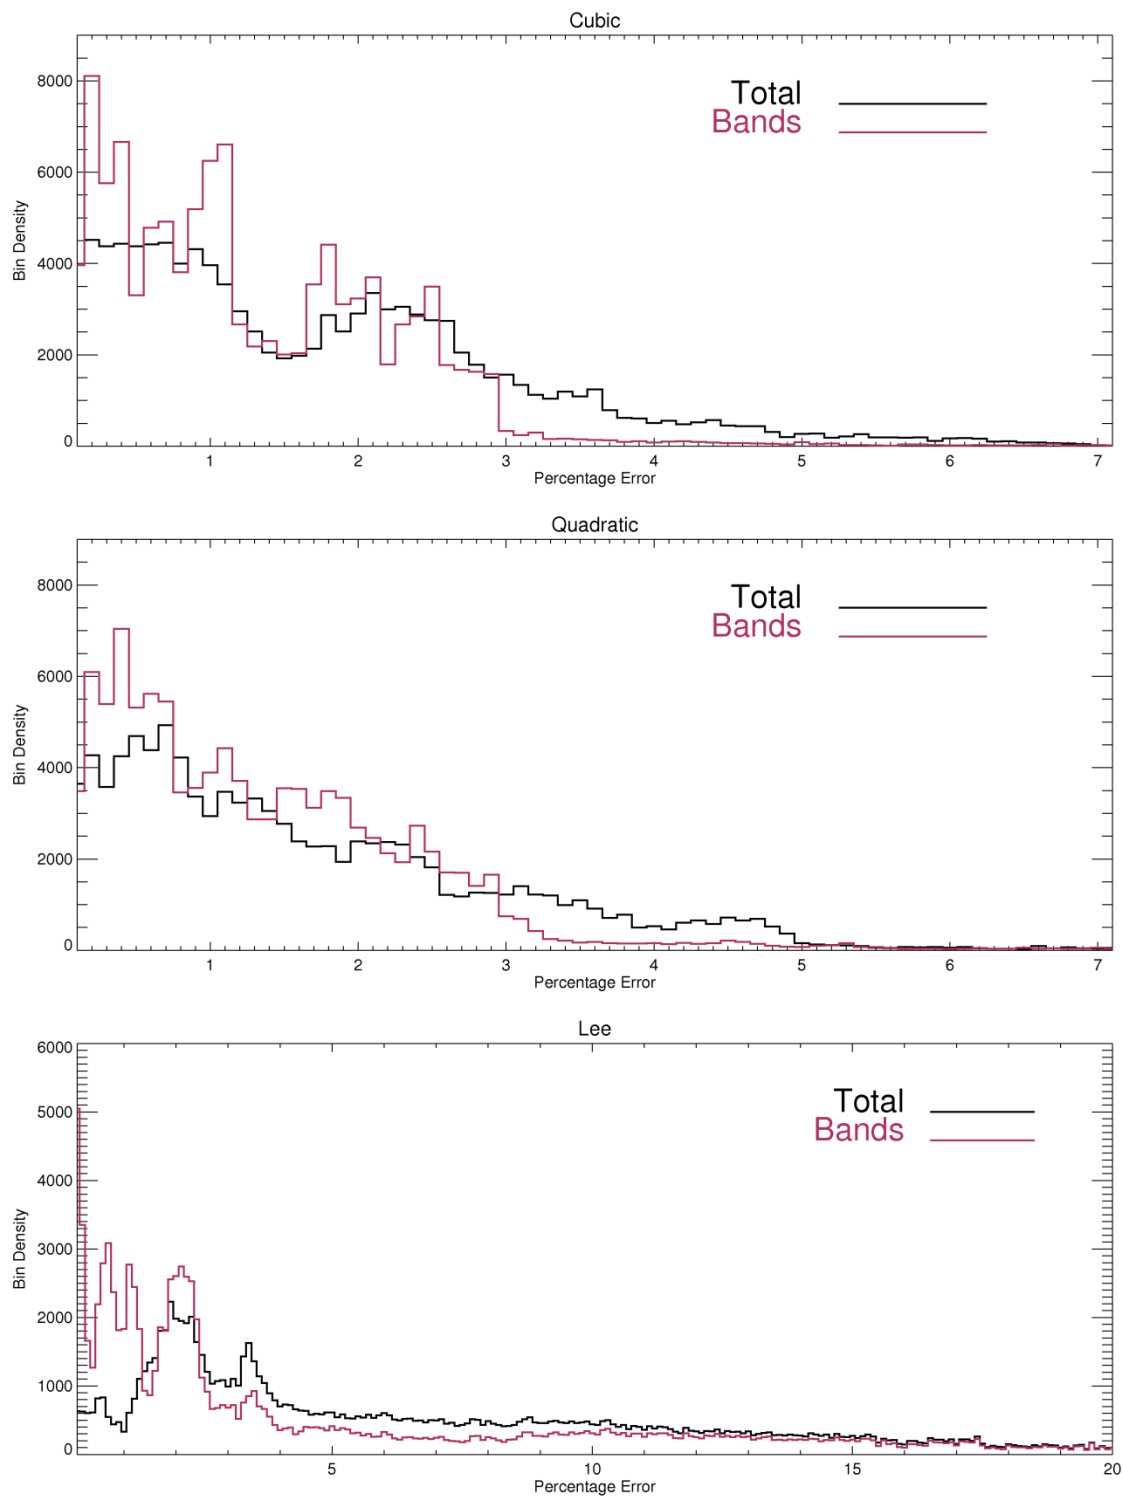 Cubic
8000
6000
4000
2000
0
Bin Density
Total
Bands
1 2 3 4 5 6 7
Percentage Error
Quadratic
8000
6000
4000
2000
0
Bin Density
Total
Bands
1 2 3 4 5 6 7
Percentage Error
Lee
6000
5000
4000
3000
2000
1000
0
Bin Density
Total
Bands
5 10 15 20
Percentage Error